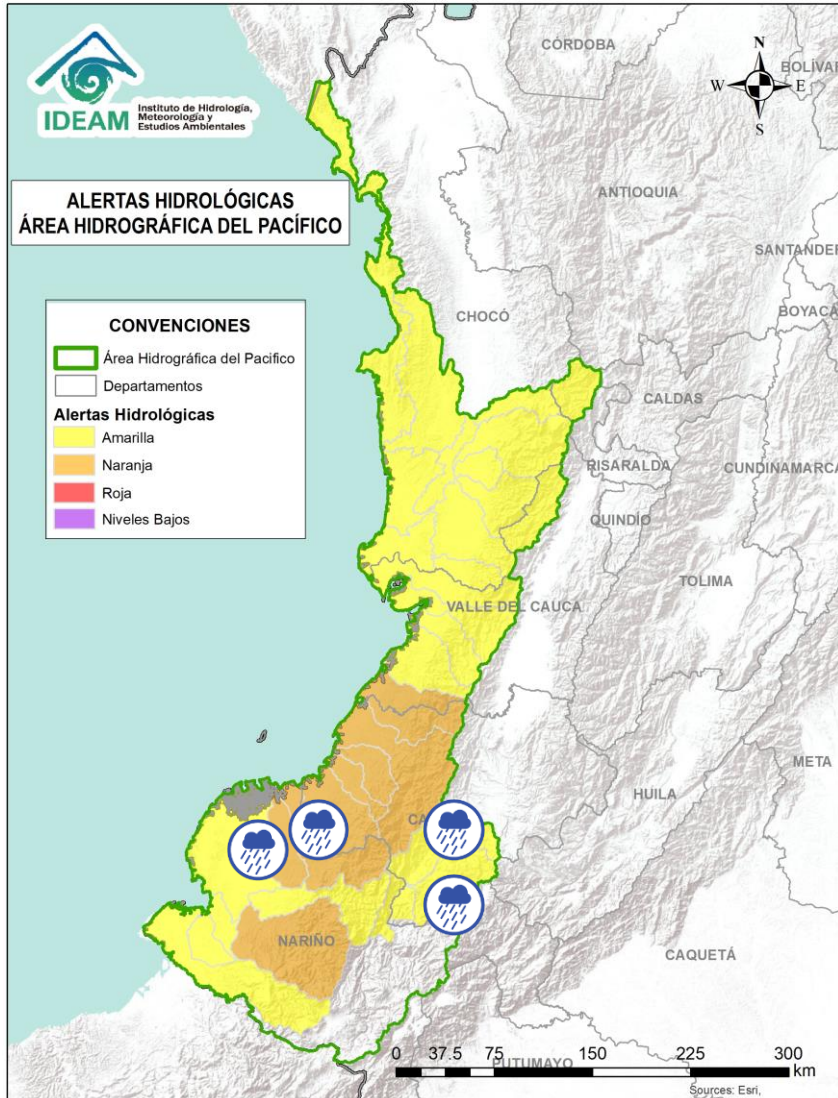 IDEAM
Instituto de Hidrología,
Meteorología y
Estudios Ambientales
CÓRDOBA
BOLÍVAR
N
W
E
S
ALERTAS HIDROLÓGICAS
ÁREA HIDROGRÁFICA DEL PACÍFICO
ANTIOQUIA
SANTANDER
BOYACÁ
CHOCÓ
CONVENCIONES
Área Hidrográfica del Pacifico
Departamentos
Alertas Hidrológicas
Amarilla
Naranja
Roja
Niveles Bajos
CALDAS
RISARALDA
CUNDINAMARCA
QUINDÍO
TOLIMA
VALLE DEL CAUCA
META
HUILA
CA
NARIÑO
CAQUETÁ
PUTUMAYO
0 37.5 75 150 225 300
km
Sources: Esri,